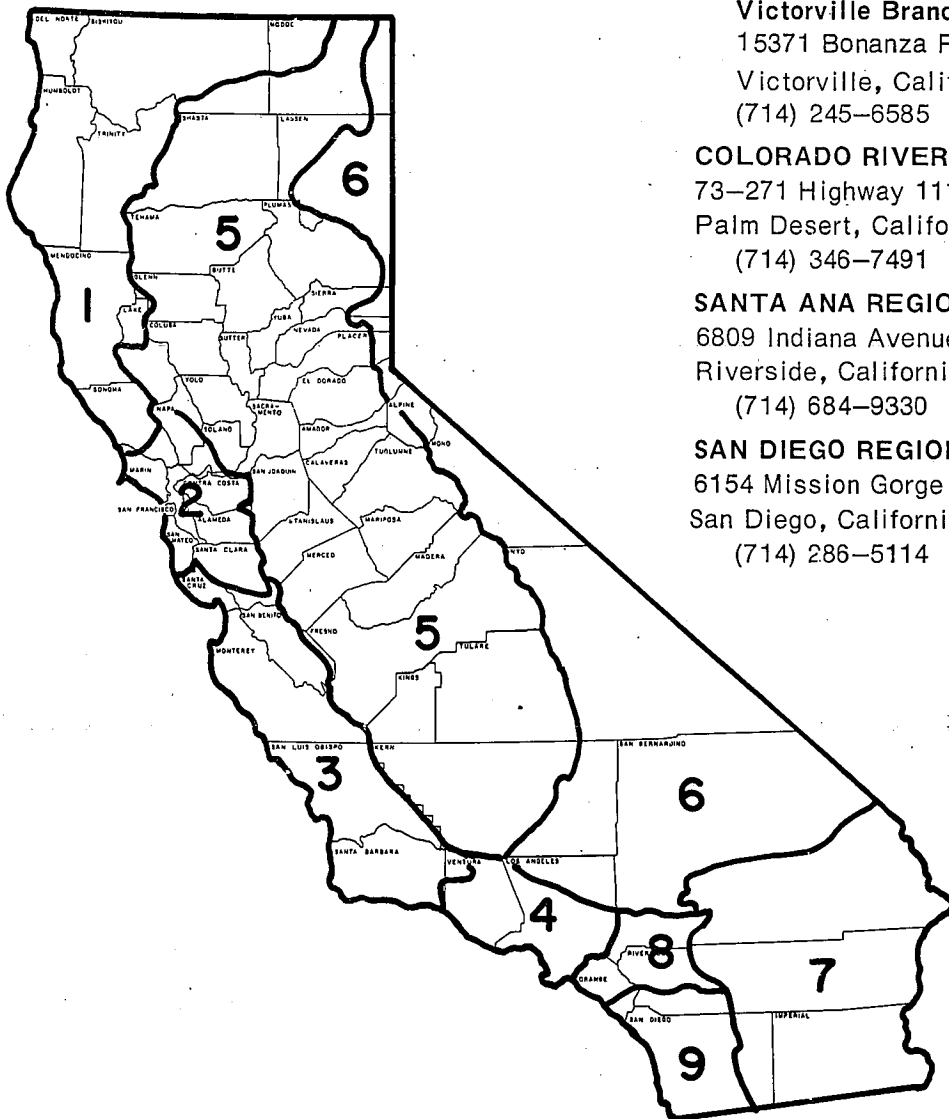 Victorville Branc
15371 Bonanza R
Victorville, Calif
(714) 245–6585
COLORADO RIVER
73–271 Highway 111
Palm Desert, Califo
(714) 346–7491
SANTA ANA REGIO
6809 Indiana Avenue
Riverside, Californi
(714) 684–9330
SAN DIEGO REGION
6154 Mission Gorge
San Diego, Californi
(714) 286–5114
DEL NORTE
SISKIYOU
MODOC
HUMBOLDT
TRINITY
SHASTA
LASSEN
6
TEHAMA
PLUMAS
5
MENDOCINO
GLENN
BUTTE
1
LAKE
COLUSA
SIERRA
YUBA
SUTTER
NEVADA
PLACER
SONOMA
YOLO
EL DORADO
NAPA
SACRA-
MENTO
ALPINE
SOLANO
AMADOR
MONO
MARIN
SAN JOAQUIN
CALAVERAS
TUOLUMNE
CONTRA COSTA
2
SAN FRANCISCO
ALAMEDA
STANISLAUS
MARIPOSA
SAN
MATEO
SANTA CLARA
MERCED
MADERA
INYO
SANTA
CRUZ
SAN BENITO
FRESNO
5
MONTEREY
TULARE
KINGS
SAN LUIS OBISPO
KERN
SAN BERNARDINO
3
6
SANTA BARBARA
VENTURA
LOS ANGELES
4
RIVER
8
7
ORANGE
SAN DIEGO
IMPERIAL
9